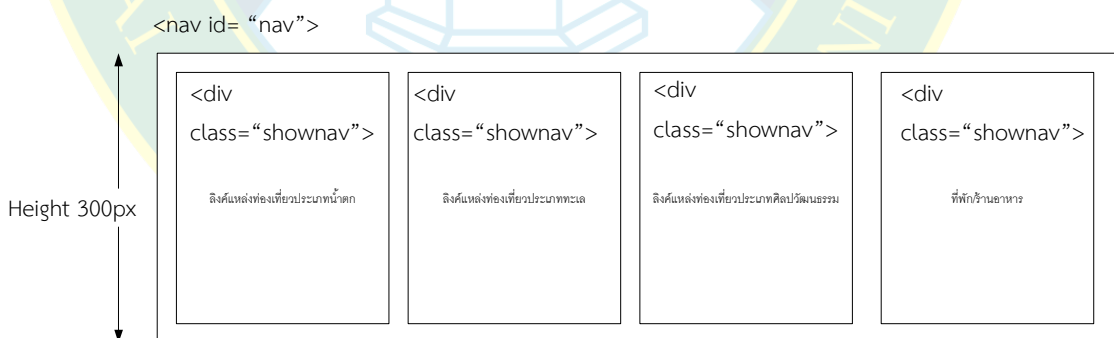 <nav id= “nav”>
<div
class=“shownav”>
ลิงค์แหล่งท่องเที่ยวประเภทน้ำตก
<div
class=“shownav”>
ลิงค์แหล่งท่องเที่ยวประเภททะเล
<div
class=“shownav”>
ลิงค์แหล่งท่องเที่ยวประเภทศิลปวัฒนธรรม
<div
class=“shownav”>
ที่พัก/ร้านอาหาร
Height 300px